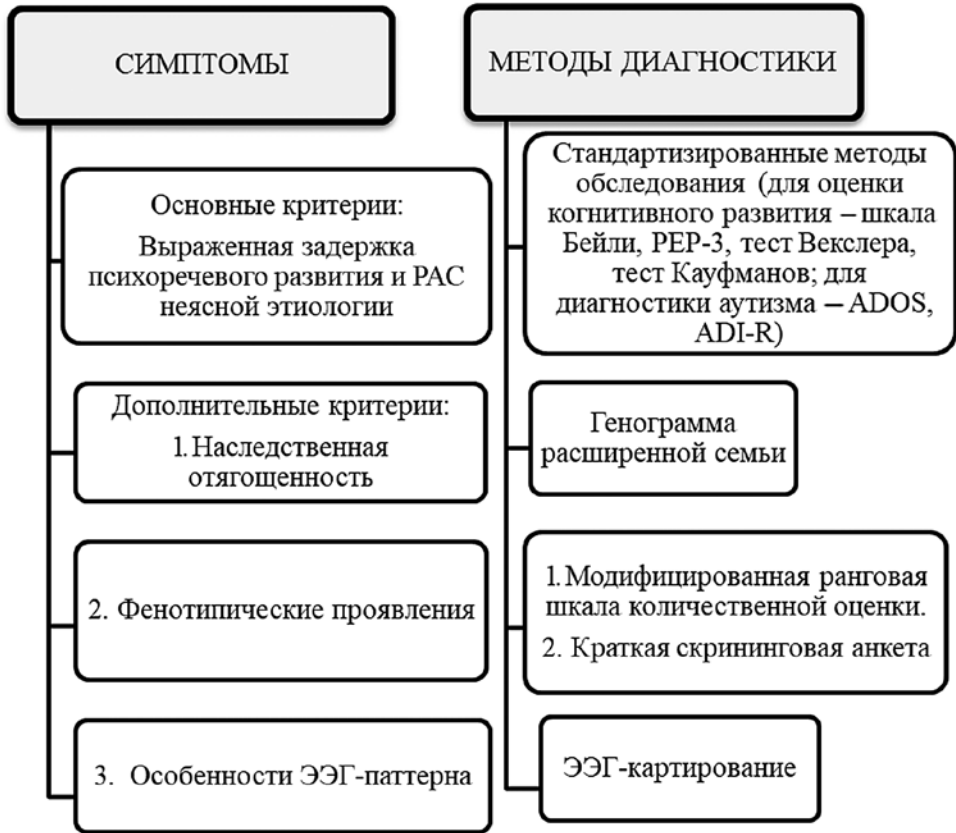 СИМПТОМЫ
Основные критерии:
Выраженная задержка
психоречевого развития и РАС
неясной этиологии
Дополнительные критерии:
1. Наследственная
отягощенность
2. Фенотипические проявления
3. Особенности ЭЭГ-паттерна
МЕТОДЫ ДИАГНОСТИКИ
Стандартизированные методы
обследования (для оценки
когнитивного развития – шкала
Бейли, PEP-3, тест Векслера,
тест Кауфманов; для
диагностики аутизма – ADOS,
ADI-R)
Генограмма
расширенной семьи
1. Модифицированная ранговая
шкала количественной оценки.
2. Краткая скрининговая анкета
ЭЭГ-картирование